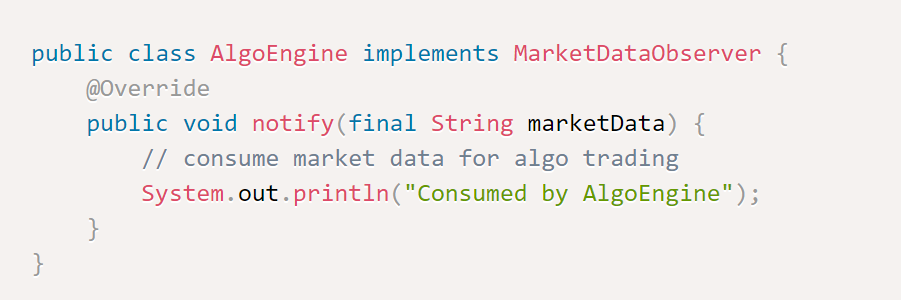 public class AlgoEngine implements MarketDataObserver {
    @Override
    public void notify(final String marketData) {
        // consume market data for algo trading
        System.out.println("Consumed by AlgoEngine");
    }
}